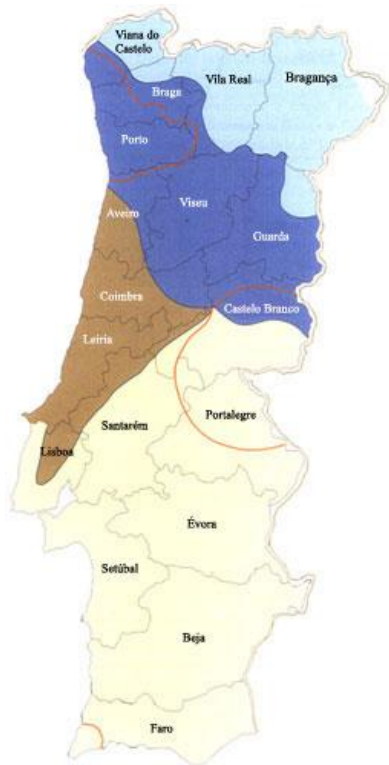 Viana do
Castelo
Braga
Vila Real
Bragança
Porto
Aveiro
Viseu
Guarda
Coimbra
Castelo Branco
Leiria
Santarém
Portalegre
Lisboa
Évora
Setúbal
Beja
Faro